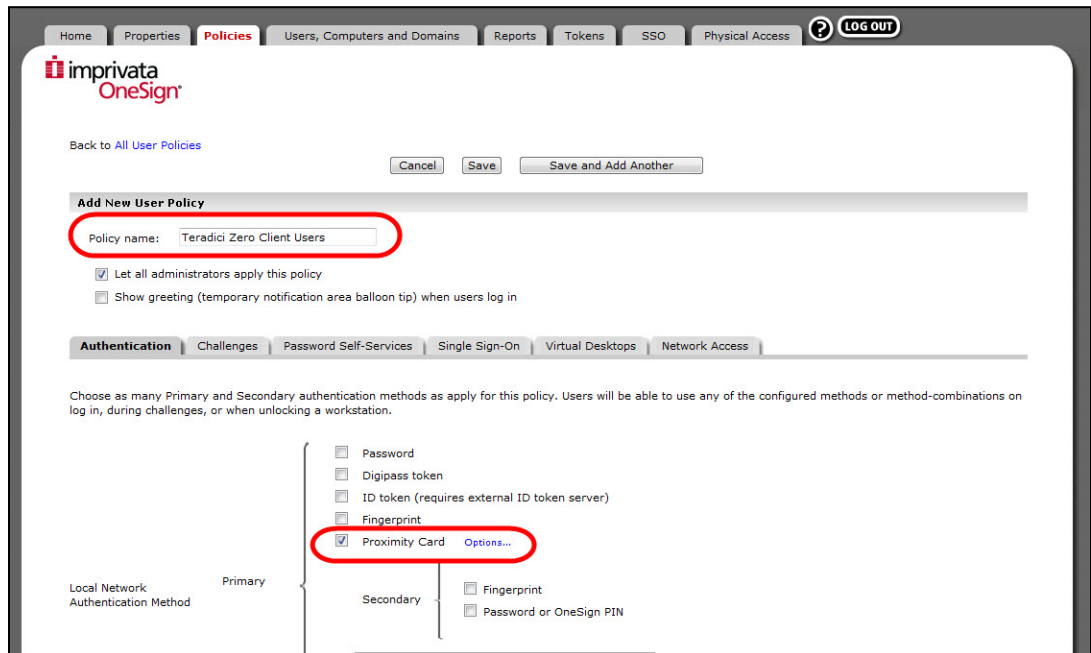 Home Properties Policies Users, Computers and Domains Reports Tokens SSO Physical Access ? LOG OUT
imprivata
OneSign
Back to All User Policies
Cancel Save Save and Add Another
Add New User Policy
Policy name: Teradici Zero Client Users
Let all administrators apply this policy
Show greeting (temporary notification area balloon tip) when users log in
Authentication Challenges Password Self-Services Single Sign-On Virtual Desktops Network Access
Choose as many Primary and Secondary authentication methods as apply for this policy. Users will be able to use any of the configured methods or method-combinations on
log in, during challenges, or when unlocking a workstation.
Password
Digipass token
ID token (requires external ID token server)
Fingerprint
Proximity Card Options...
Local Network
Authentication Method
Primary
Secondary
Fingerprint
Password or OneSign PIN